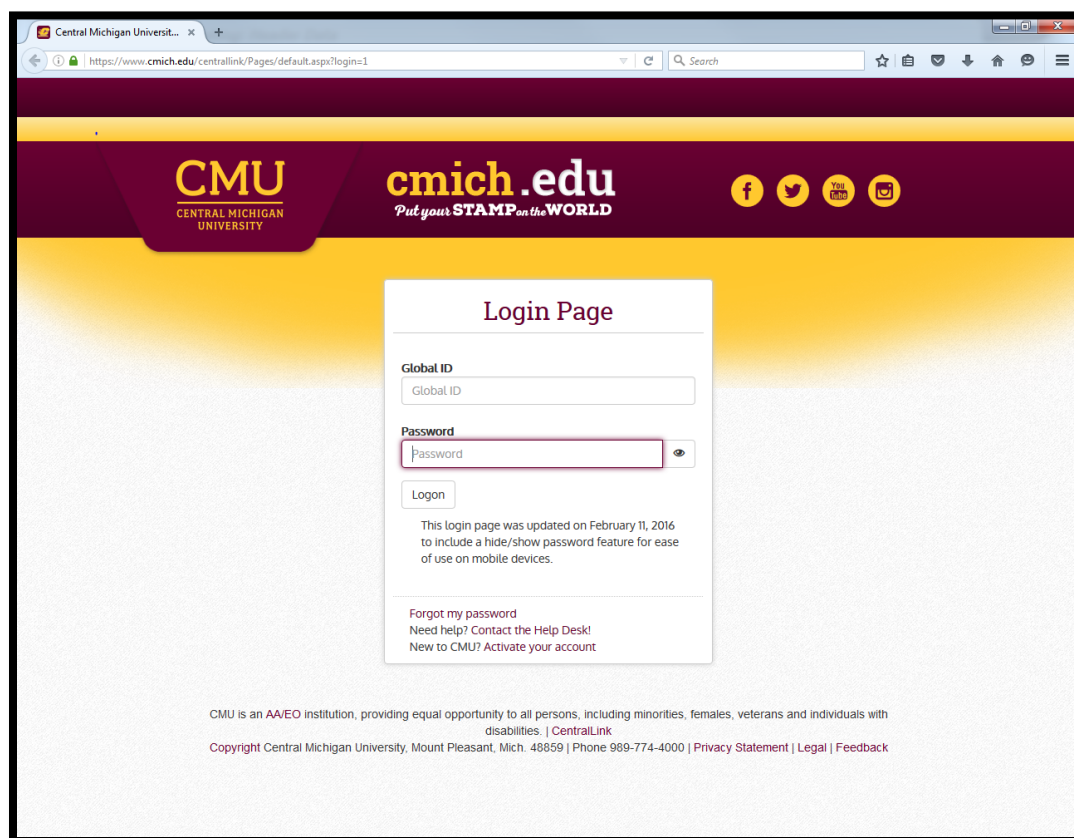 Central Michigan Universit...
https://www.cmich.edu/centrallink/Pages/default.aspx?login=1
Search
CMU
CENTRAL MICHIGAN
UNIVERSITY
cmich.edu
Put your STAMP on the WORLD
You
Tube
Login Page
Global ID
Global ID
Password
Password
Logon
This login page was updated on February 11, 2016
to include a hide/show password feature for ease
of use on mobile devices.
Forgot my password
Need help? Contact the Help Desk!
New to CMU? Activate your account
CMU is an AA/EO institution, providing equal opportunity to all persons, including minorities, females, veterans and individuals with
disabilities. | CentralLink
Copyright Central Michigan University, Mount Pleasant, Mich. 48859 | Phone 989-774-4000 | Privacy Statement | Legal | Feedback